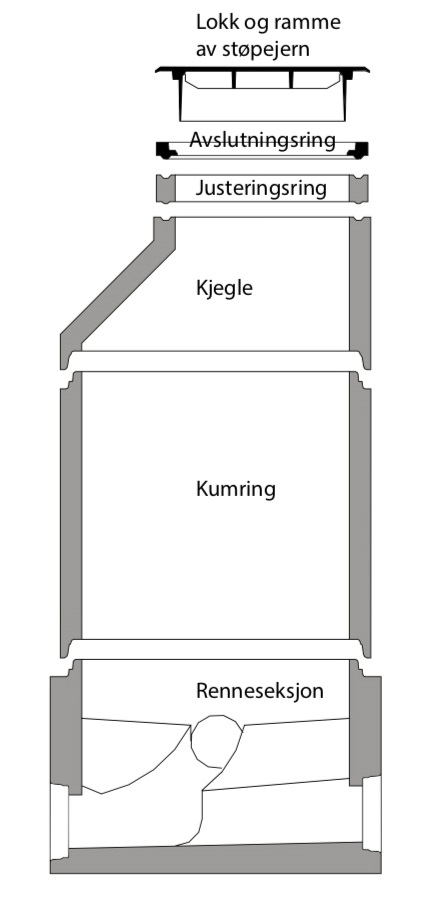 Lokk og ramme
av støpejern
Avslutningsring
Justeringsring
Kjegle
Kumring
Renneseksjon